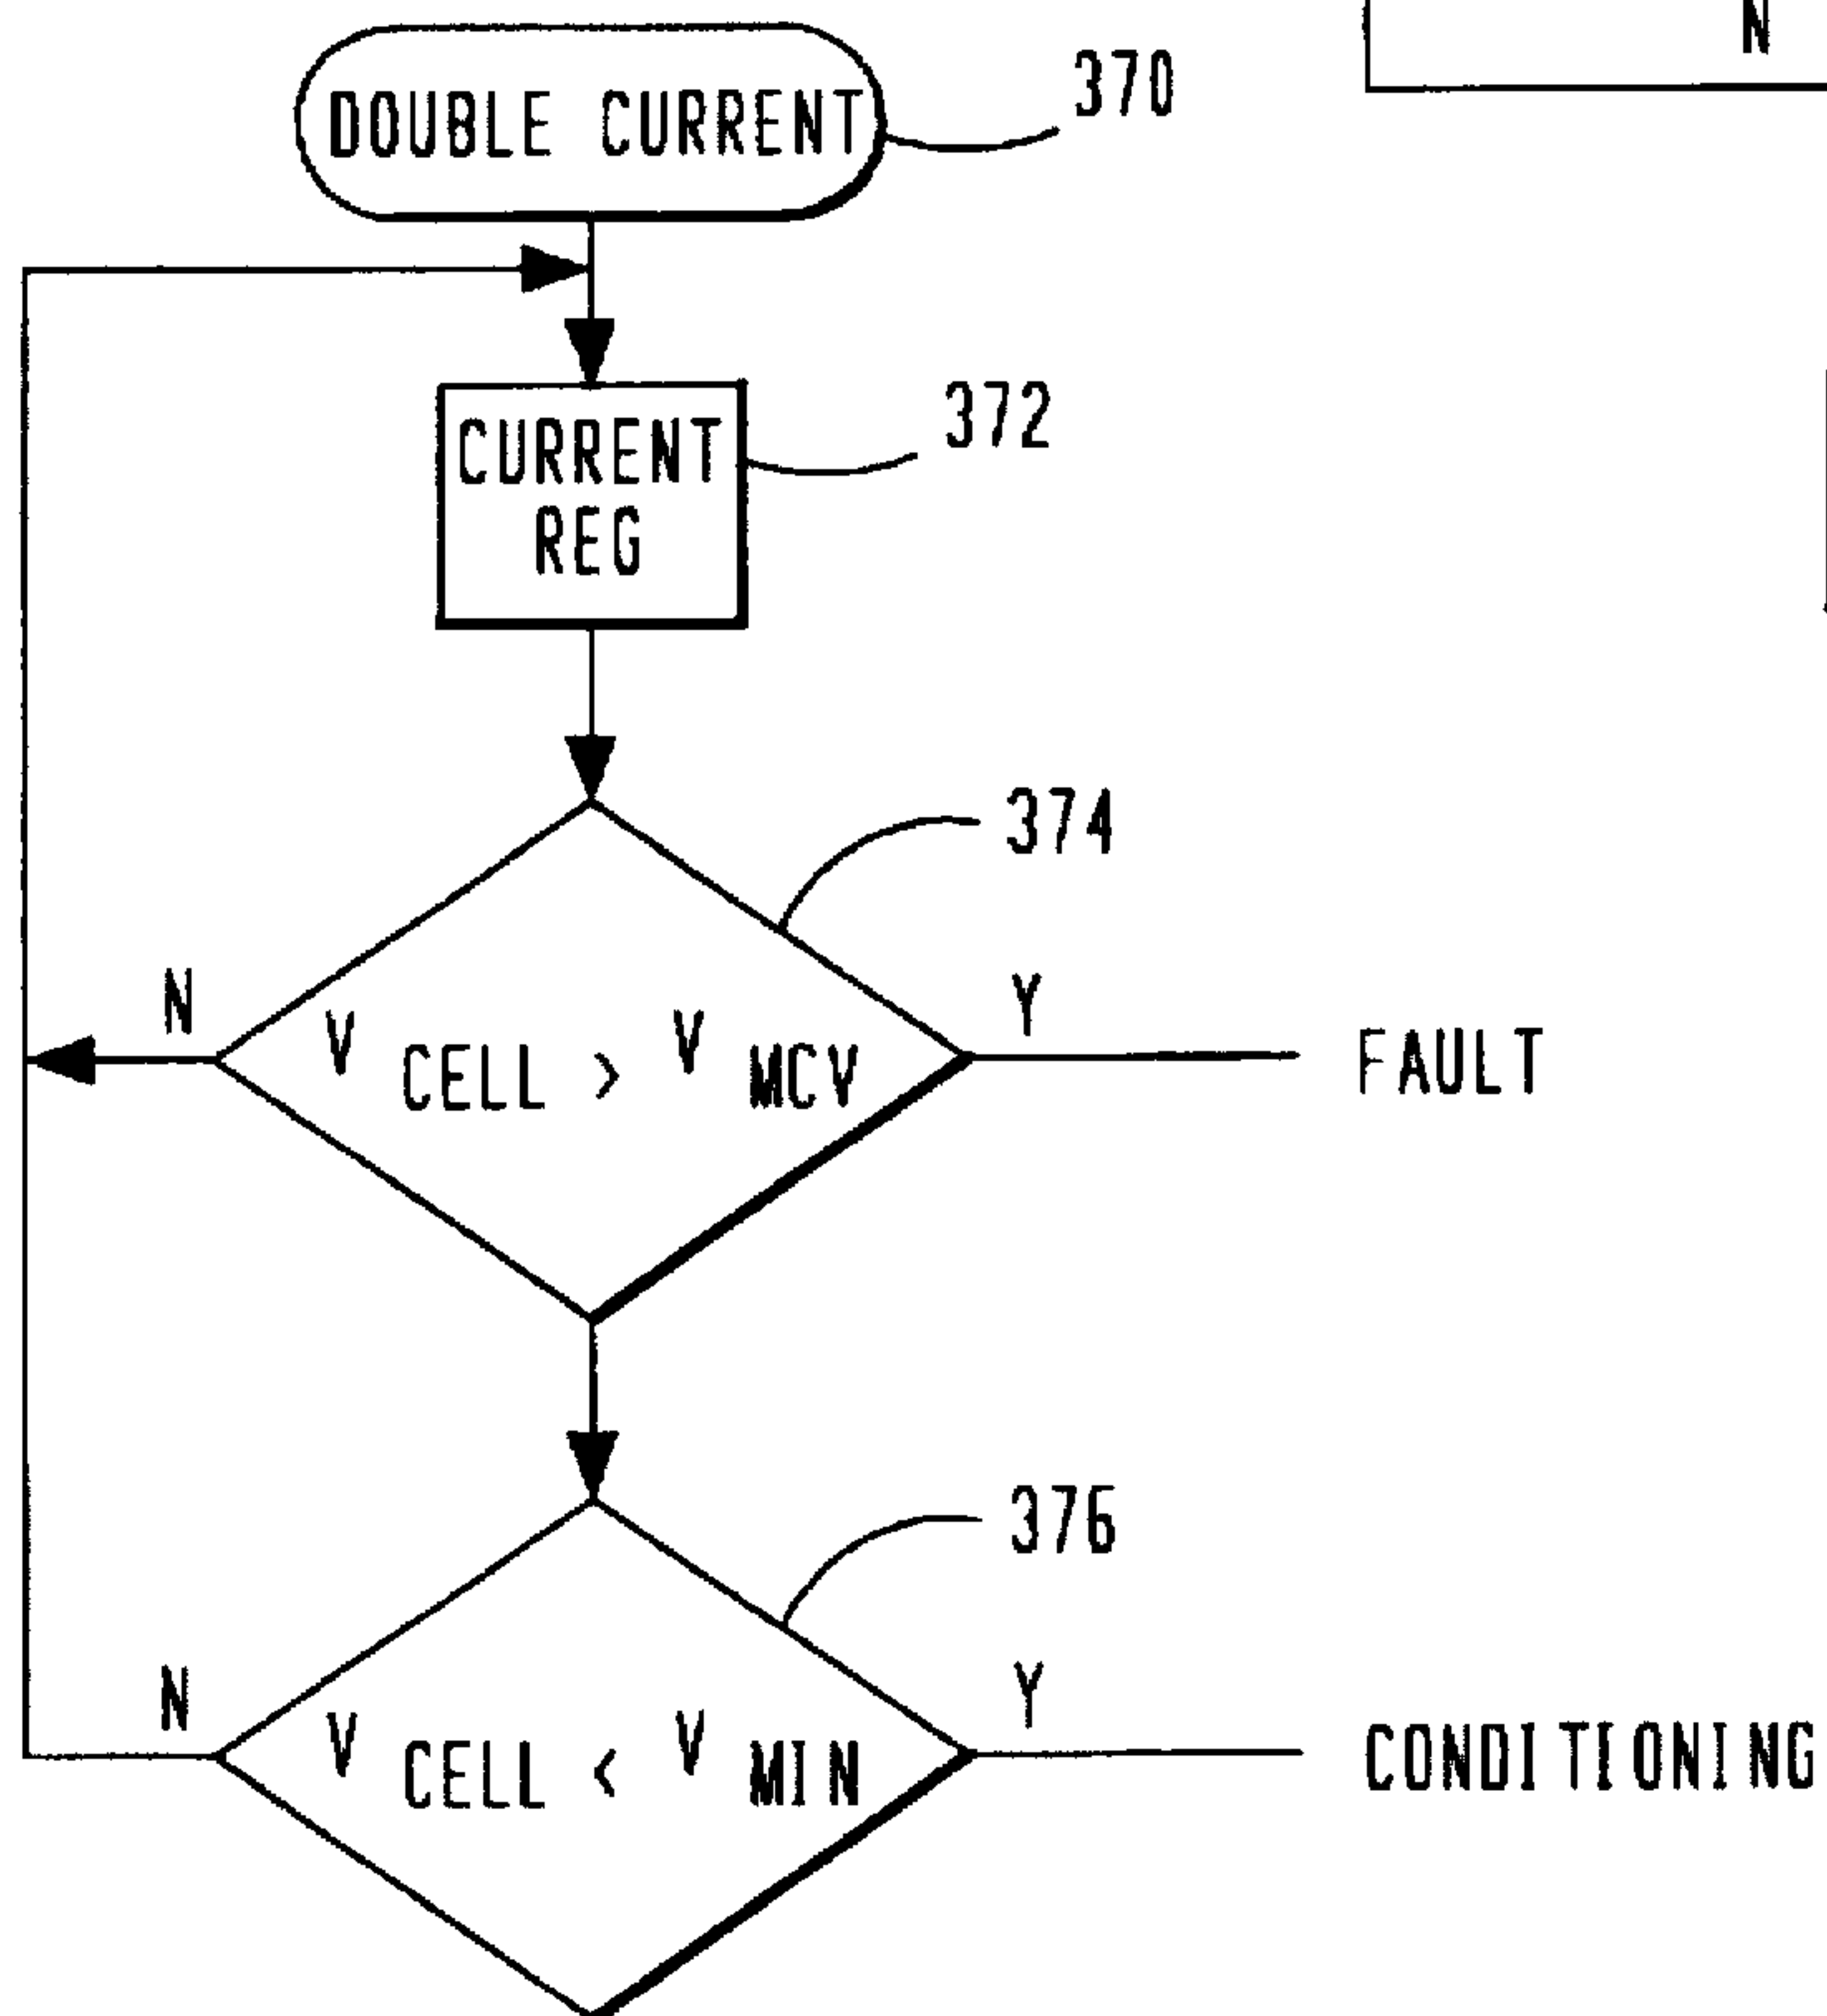 N
DOUBLE CURRENT
370
CURRENT
REG
372
374
N
V CELL > V MCV
Y
FAULT
376
N
V CELL < V MIN
Y
CONDITIONING